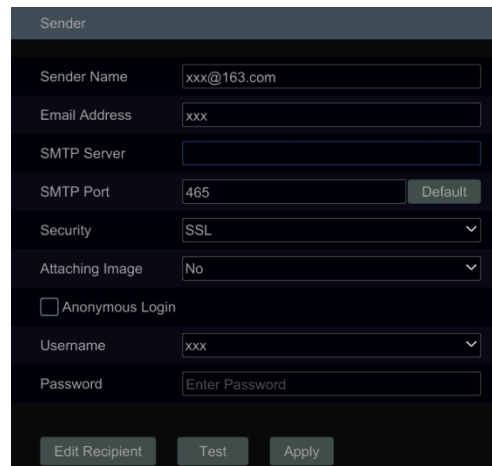 Sender
Sender Name xxx@163.com
Email Address xxx
SMTP Server
SMTP Port 465 Default
Security SSL
Attaching Image No
Anonymous Login
Username xxx
Password Enter Password
Edit Recipient Test Apply